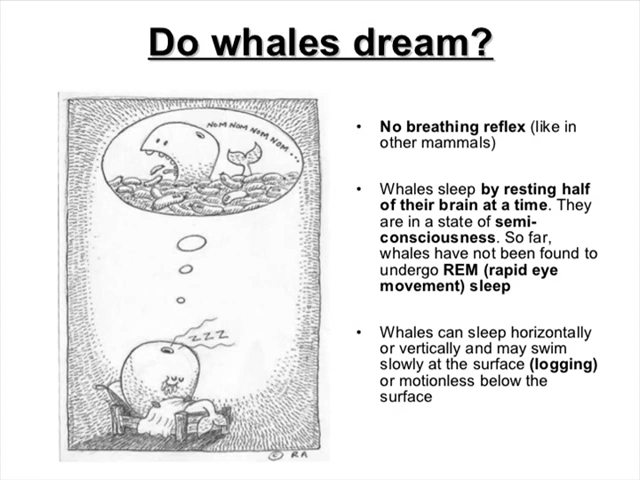 Do whales dream?
NOM NOM NOM NOM...
zzz
© RA
• No breathing reflex (like in
other mammals)
• Whales sleep by resting half
of their brain at a time. They
are in a state of semi-
consciousness. So far,
whales have not been found to
undergo REM (rapid eye
movement) sleep
• Whales can sleep horizontally
or vertically and may swim
slowly at the surface (logging)
or motionless below the
surface